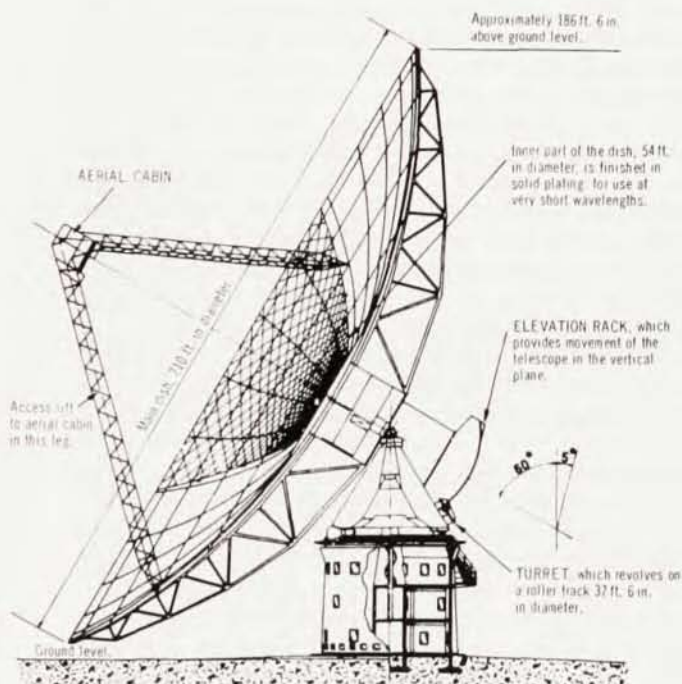 Approximately 186 ft. 6 in.
above ground level.
Inner part of the dish, 54 ft.
in diameter, is finished in
solid plating for use at
very short wavelengths.
AERIAL CABIN
Main dish, 210 ft. in diameter
ELEVATION RACK, which
provides movement of the
telescope in the vertical
plane.
Access lift
to aerial cabin
in this leg.
60° 5°
TURRET, which revolves on
a roller track 37 ft. 6 in.
in diameter.
Ground level.